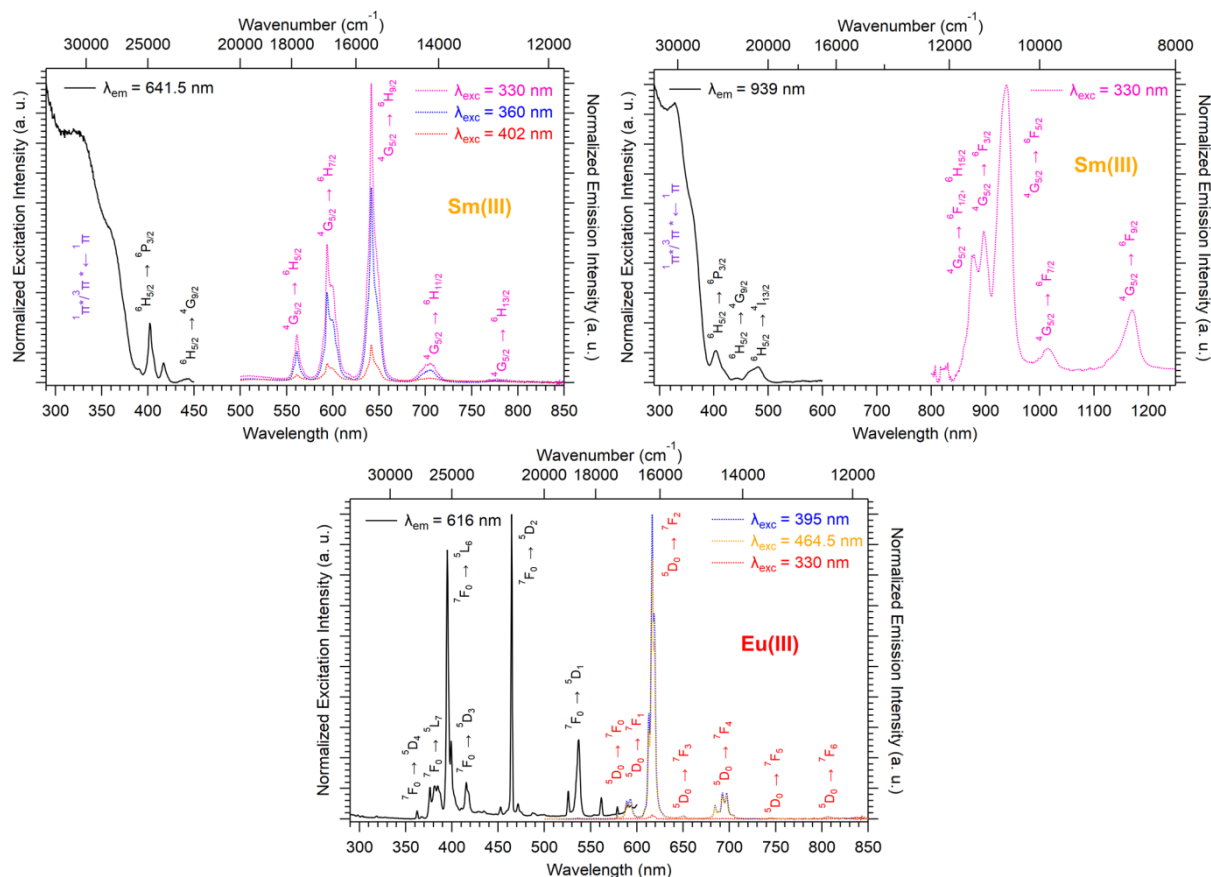 Wavenumber (cm⁻¹)
30000 25000 20000 18000 16000 14000 12000
Normalized Excitation Intensity (a. u.)
Normalized Emission Intensity (a. u.)
λem = 641.5 nm
λexc = 330 nm
λexc = 360 nm
λexc = 402 nm
Sm(III)
¹π*/³π* ← ¹π
⁶H5/2 → ⁶P3/2
⁶H5/2 → ⁴G9/2
⁴G5/2 → ⁶H5/2
⁴G5/2 → ⁶H7/2
⁴G5/2 → ⁶H9/2
⁴G5/2 → ⁶H11/2
⁴G5/2 → ⁶H13/2
300 350 400 450 500 550 600 650 700 750 800 850
Wavelength (nm)
Wavenumber (cm⁻¹)
30000 20000 16000 12000 10000 8000
Normalized Excitation Intensity (a. u.)
Normalized Emission Intensity (a. u.)
λem = 939 nm
λexc = 330 nm
Sm(III)
¹π*/³π* ← ¹π
⁶H5/2 → ⁶P3/2
⁶H5/2 → ⁴G9/2
⁶H5/2 → ⁴I13/2
⁴G5/2 → ⁶F1/2, ⁶H15/2
⁴G5/2 → ⁶F3/2
⁴G5/2 → ⁶F5/2
⁴G5/2 → ⁶F7/2
⁴G5/2 → ⁶F9/2
300 400 500 600 700 800 900 1000 1100 1200
Wavelength (nm)
Wavenumber (cm⁻¹)
30000 24000 20000 18000 16000 14000 12000
Normalized Excitation Intensity (a. u.)
Normalized Emission Intensity (a. u.)
λem = 616 nm
λexc = 395 nm
λexc = 464.5 nm
λexc = 330 nm
Eu(III)
⁷F0 → ⁵D4
⁷F0 → ⁵L7
⁷F0 → ⁵L6
⁷F0 → ⁵D3
⁷F0 → ⁵D2
⁷F0 → ⁵D1
⁵D0 → ⁷F0
⁵D0 → ⁷F1
⁵D0 → ⁷F2
⁵D0 → ⁷F3
⁵D0 → ⁷F4
⁵D0 → ⁷F5
⁵D0 → ⁷F6
300 350 400 450 500 550 600 650 700 750 800 850
Wavelength (nm)